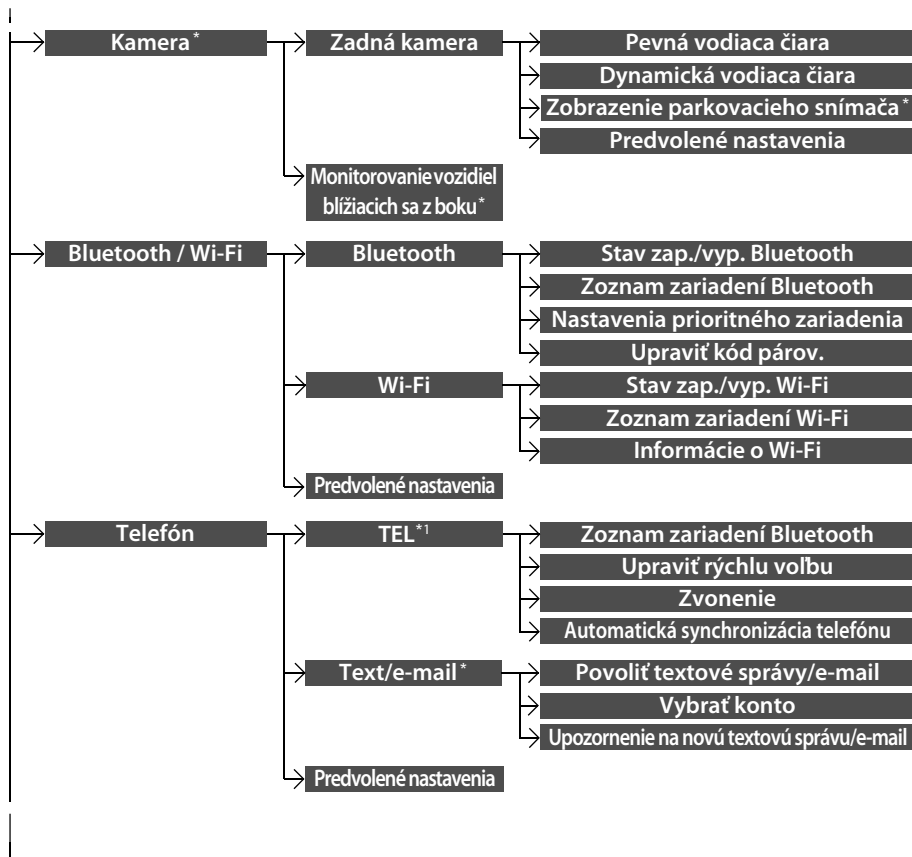 Kamera*
Zadná kamera
Pevná vodiaca čiara
Dynamická vodiaca čiara
Zobrazenie parkovacieho snímača*
Predvolené nastavenia
Monitorovanie vozidiel
blížiacich sa z boku*
Bluetooth / Wi-Fi
Bluetooth
Stav zap./vyp. Bluetooth
Zoznam zariadení Bluetooth
Nastavenia prioritného zariadenia
Upraviť kód párov.
Wi-Fi
Stav zap./vyp. Wi-Fi
Zoznam zariadení Wi-Fi
Informácie o Wi-Fi
Predvolené nastavenia
Telefón
TEL*1
Zoznam zariadení Bluetooth
Upraviť rýchlu voľbu
Zvonenie
Automatická synchronizácia telefónu
Text/e-mail*
Povoliť textové správy/e-mail
Vybrať konto
Upozornenie na novú textovú správu/e-mail
Predvolené nastavenia